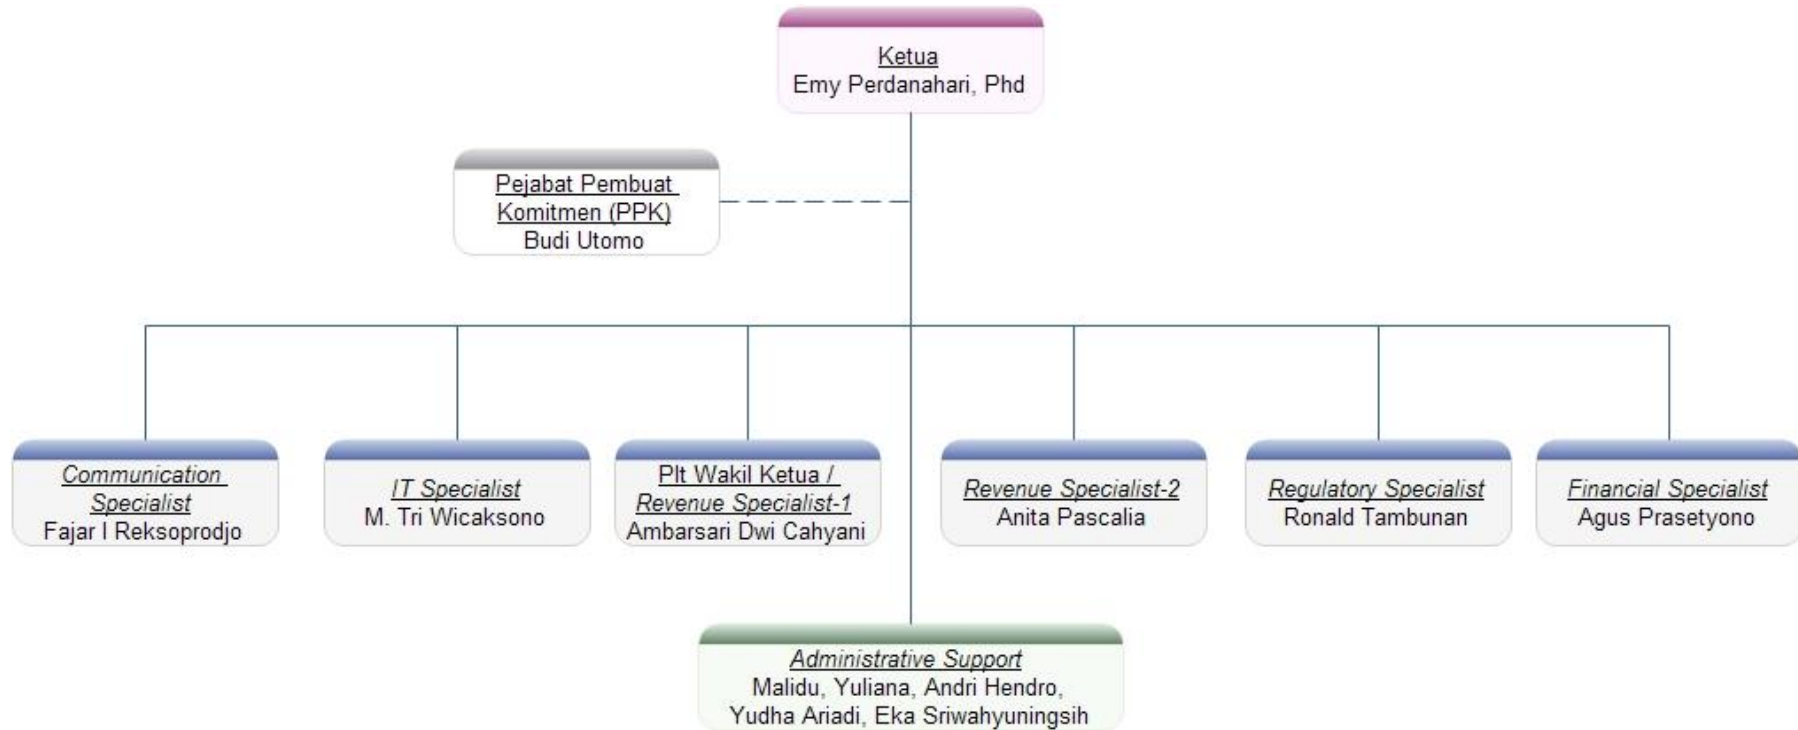 Ketua
Emy Perdanahari, Phd
Pejabat Pembuat
Komitmen (PPK)
Budi Utomo
Communication
Specialist
Fajar I Reksoprodjo
IT Specialist
M. Tri Wicaksono
Plt Wakil Ketua /
Revenue Specialist-1
Ambarsari Dwi Cahyani
Revenue Specialist-2
Anita Pascalia
Regulatory Specialist
Ronald Tambunan
Financial Specialist
Agus Prasetyono
Administrative Support
Malidu, Yuliana, Andri Hendro,
Yudha Ariadi, Eka Sriwahyuningsih